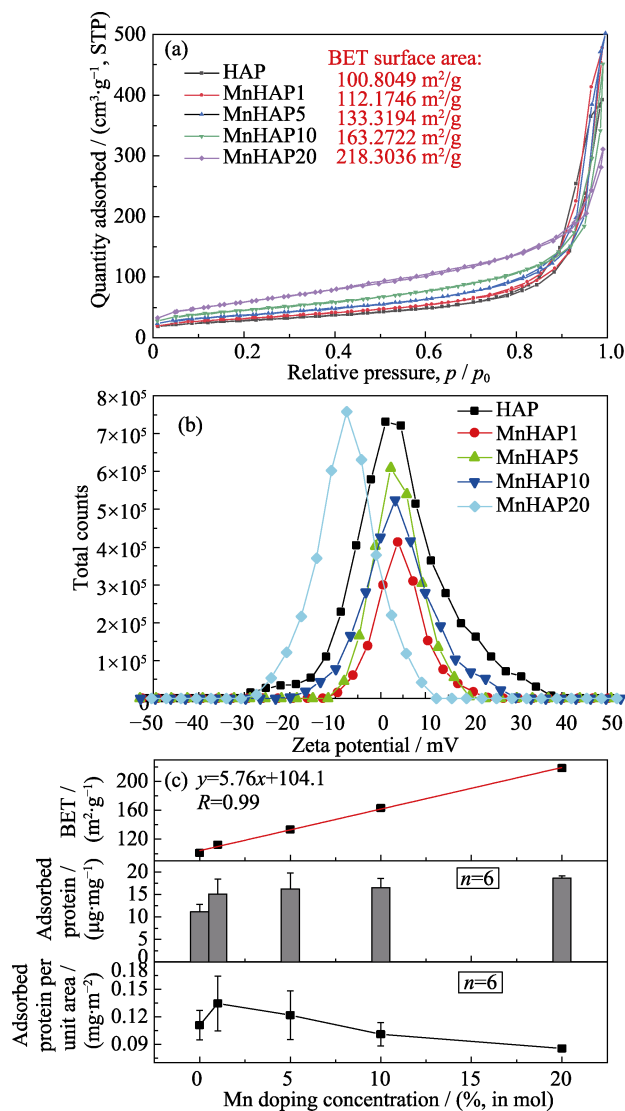 (a)
HAP
MnHAP1
MnHAP5
MnHAP10
MnHAP20
BET surface area:
100.8049 m²/g
112.1746 m²/g
133.3194 m²/g
163.2722 m²/g
218.3036 m²/g
Quantity adsorbed / (cm³·g⁻¹, STP)
500
400
300
200
100
0
0 0.2 0.4 0.6 0.8 1.0
Relative pressure, p / p₀
(b)
HAP
MnHAP1
MnHAP5
MnHAP10
MnHAP20
Total counts
8×10⁵
7×10⁵
6×10⁵
5×10⁵
4×10⁵
3×10⁵
2×10⁵
1×10⁵
0
−50 −40 −30 −20 −10 0 10 20 30 40 50
Zeta potential / mV
(c)
y=5.76x+104.1
R=0.99
BET /
(m²·g⁻¹)
200
160
120
Adsorbed
protein /
(μg·mg⁻¹)
20
15
10
5
0
n=6
Adsorbed
protein per
unit area /
(mg·m⁻²)
0.18
0.15
0.12
0.09
n=6
0 5 10 15 20
Mn doping concentration / (%, in mol)